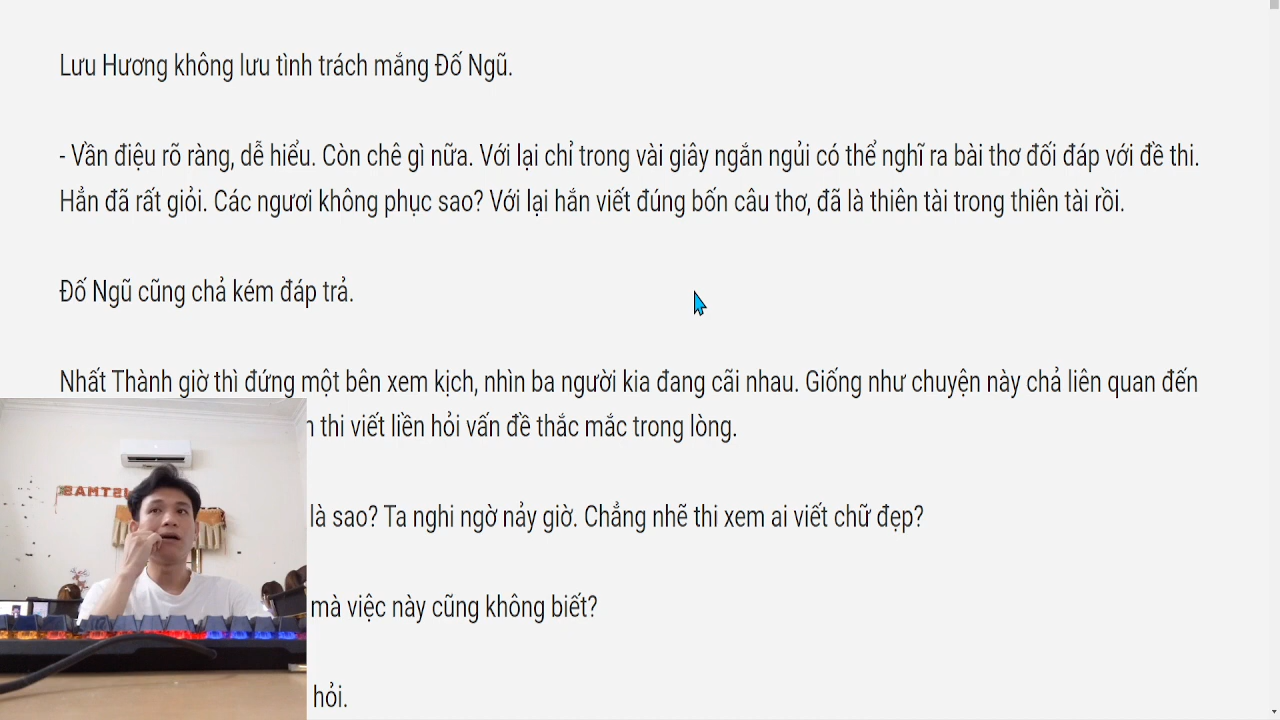 Lưu Hương không lưu tình trách mắng Đố Ngũ.
- Vần điệu rõ ràng, dễ hiểu. Còn chê gì nữa. Với lại chỉ trong vài giây ngắn ngủi có thể nghĩ ra bài thơ đối đáp với đề thi.
Hẳn đã rất giỏi. Các ngươi không phục sao? Với lại hắn viết đúng bốn câu thơ, đã là thiên tài trong thiên tài rồi.
Đố Ngũ cũng chả kém đáp trả.
Nhất Thành giờ thì đứng một bên xem kịch, nhìn ba người kia đang cãi nhau. Giống như chuyện này chả liên quan đến
thi viết liền hỏi vấn đề thắc mắc trong lòng.
là sao? Ta nghi ngờ nảy giờ. Chẳng nhẽ thi xem ai viết chữ đẹp?
mà việc này cũng không biết?
hỏi.